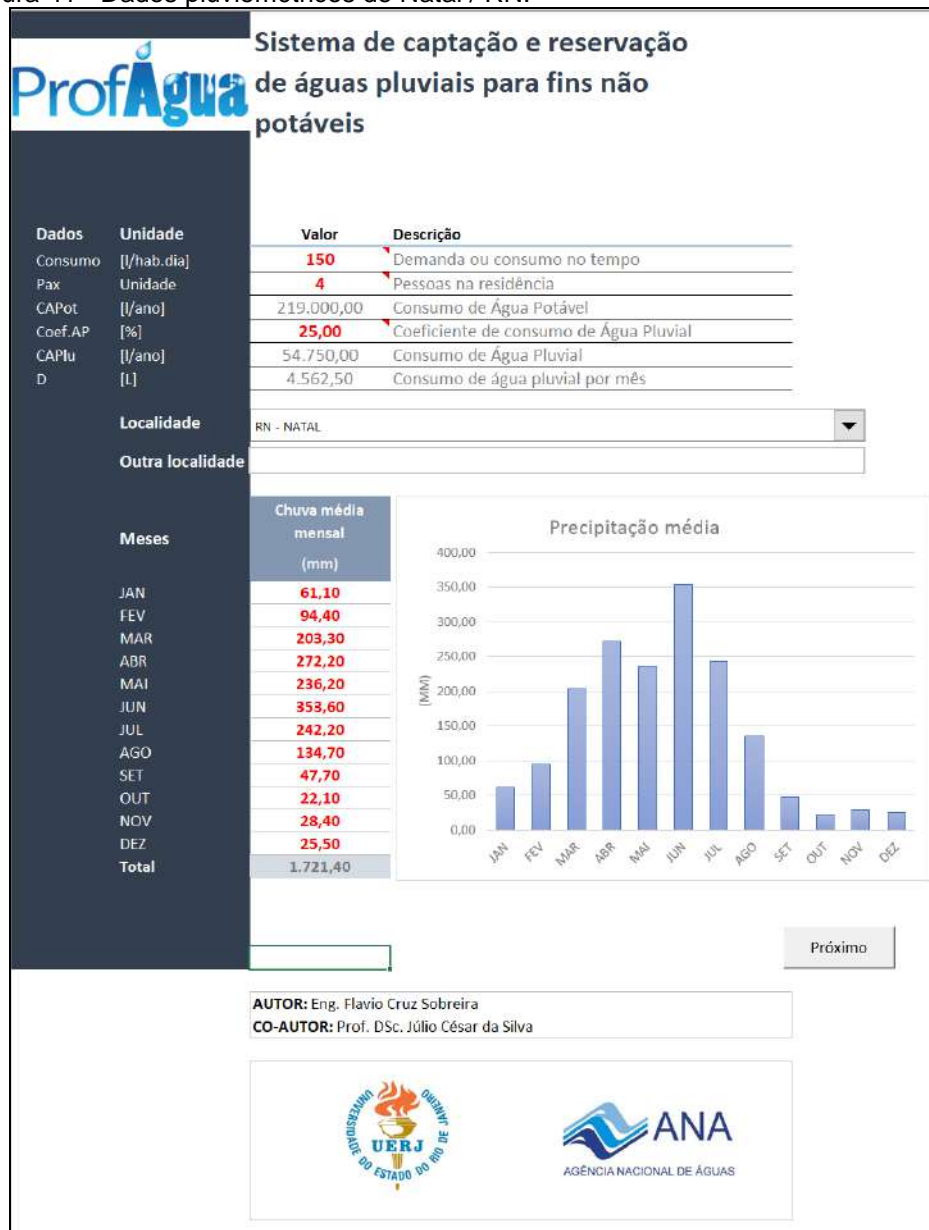 Dados pluviométricos de Natal / RN.
ProfÁgua
Sistema de captação e reservação
de águas pluviais para fins não
potáveis
Dados Unidade Valor Descrição
Consumo [l/hab.dia] 150 Demanda ou consumo no tempo
Pax Unidade 4 Pessoas na residência
CAPot [l/ano] 219.000,00 Consumo de Água Potável
Coef.AP [%] 25,00 Coeficiente de consumo de Água Pluvial
CAPlu [l/ano] 54.750,00 Consumo de Água Pluvial
D [L] 4.562,50 Consumo de água pluvial por mês
Localidade RN - NATAL
Outra localidade
Meses Chuva média
mensal
(mm)
JAN 61,10
FEV 94,40
MAR 203,30
ABR 272,20
MAI 236,20
JUN 353,60
JUL 242,20
AGO 134,70
SET 47,70
OUT 22,10
NOV 28,40
DEZ 25,50
Total 1.721,40
Precipitação média
400,00
350,00
300,00
250,00
200,00
150,00
100,00
50,00
0,00
(MM)
JAN FEV MAR ABR MAI JUN JUL AGO SET OUT NOV DEZ
Próximo
AUTOR: Eng. Flavio Cruz Sobreira
CO-AUTOR: Prof. DSc. Júlio César da Silva
UNIVERSIDADE DO ESTADO DO RIO DE JANEIRO
UERJ
ANA
AGÊNCIA NACIONAL DE ÁGUAS